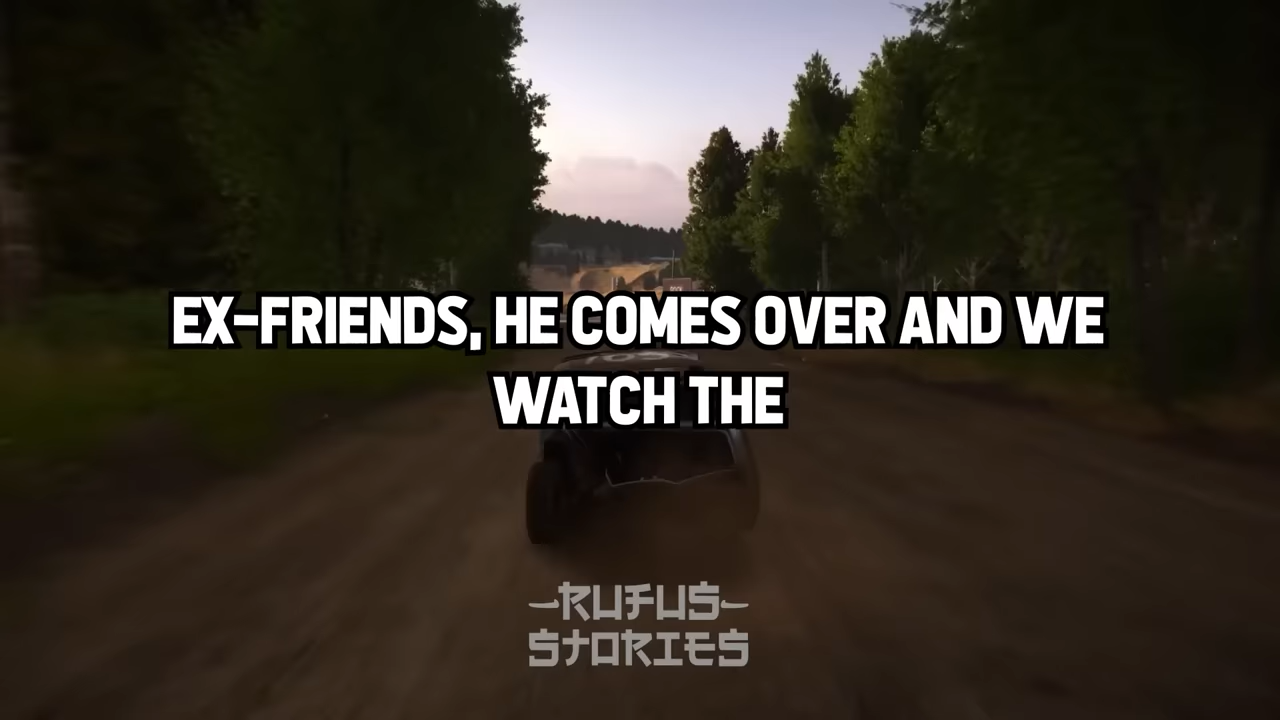 EX-FRIENDS, HE COMES OVER AND WE
WATCH THE
RUFUS
STORIES